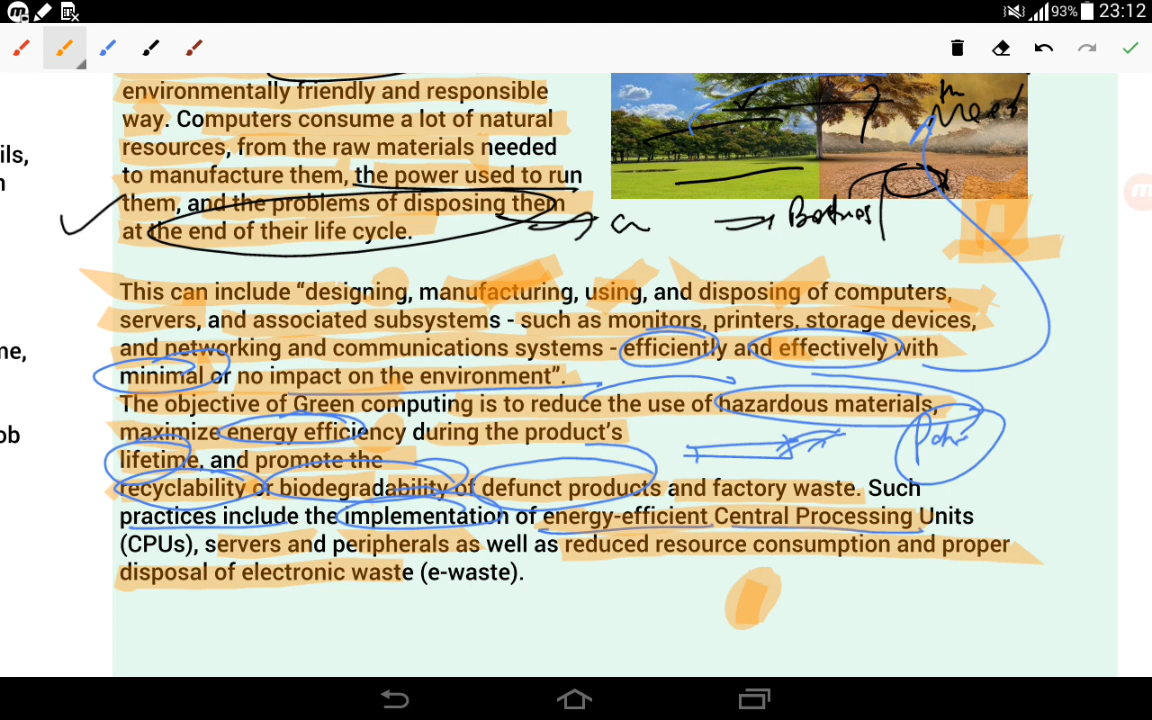 93% 23:12
environmentally friendly and responsible
way. Computers consume a lot of natural
resources, from the raw materials needed
to manufacture them, the power used to run
them, and the problems of disposing them
at the end of their life cycle.
ils,
This can include “designing, manufacturing, using, and disposing of computers,
servers, and associated subsystems - such as monitors, printers, storage devices,
and networking and communications systems - efficiently and effectively with
me,
minimal or no impact on the environment”.
The objective of Green computing is to reduce the use of hazardous materials,
maximize energy efficiency during the product’s
ob
lifetime, and promote the
recyclability or biodegradability of defunct products and factory waste. Such
practices include the implementation of energy-efficient Central Processing Units
(CPUs), servers and peripherals as well as reduced resource consumption and proper
disposal of electronic waste (e-waste).